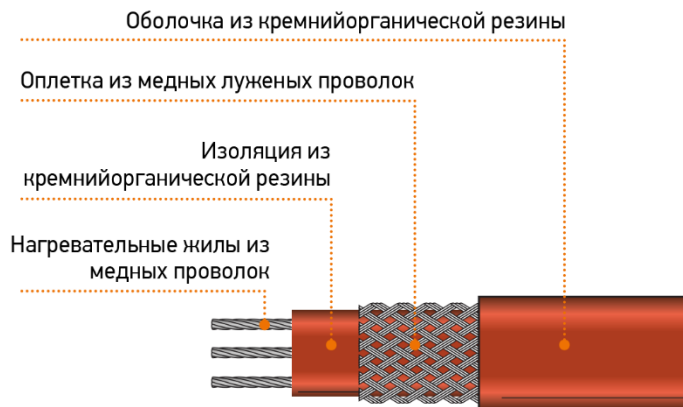 Оболочка из кремнийорганической резины
Оплетка из медных луженых проволок
Изоляция из
кремнийорганической резины
Нагревательные жилы из
медных проволок